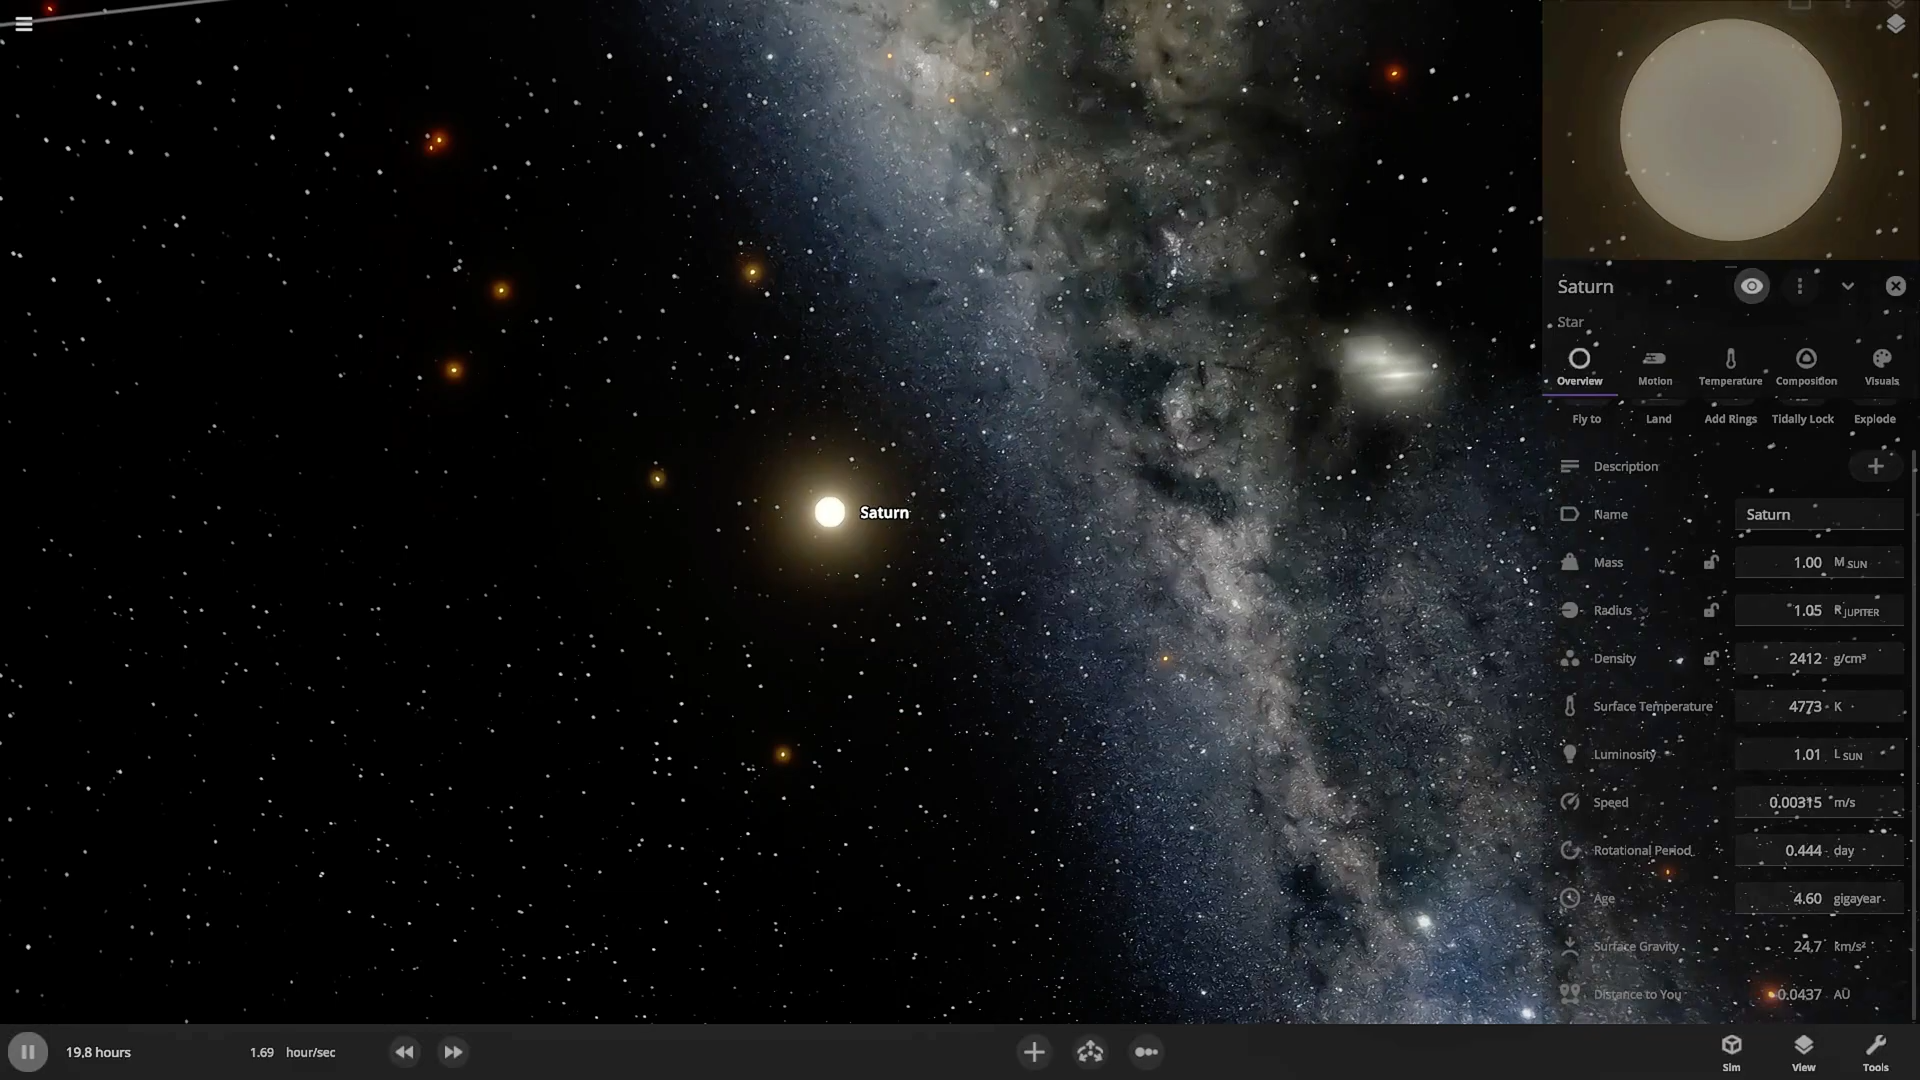 Saturn
Star
Overview
Motion
Temperature
Composition
Visuals
Fly to
Land
Add Rings
Tidally Lock
Explode
Description
Name
Saturn
Mass
1.00 M SUN
Radius
1.05 R JUPITER
Density
2412 g/cm³
Surface Temperature
4773 K
Luminosity
1.01 L SUN
Speed
0.00315 m/s
Rotational Period
0.444 day
Age
4.60 gigayear
Surface Gravity
24.7 km/s²
Distance to You
0.0437 AU
Saturn
19.8 hours
1.69 hour/sec
Sim
View
Tools